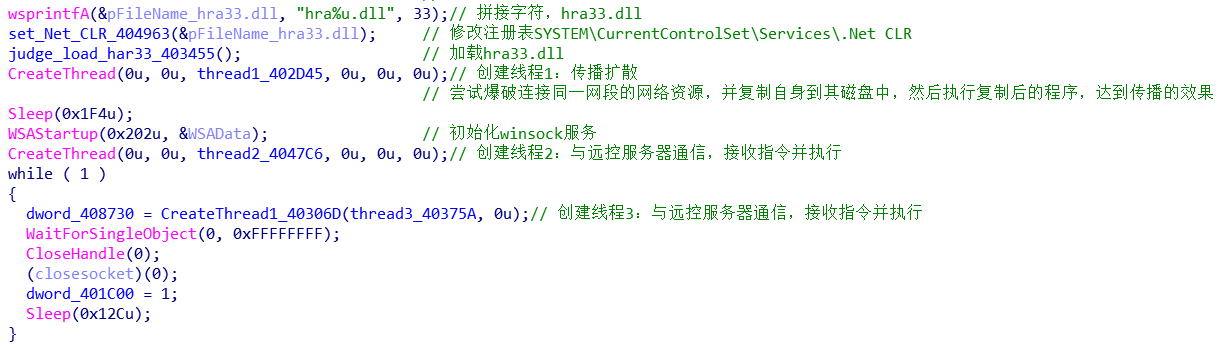 wsprintfA(&pFileName_hra33.dll, "hra%u.dll", 33);// 拼接字符，hra33.dll
set_Net_CLR_404963(&pFileName_hra33.dll);     // 修改注册表SYSTEM\CurrentControlSet\Services\.Net CLR
judge_load_har33_403455();                    // 加载hra33.dll
CreateThread(0u, 0u, thread1_402D45, 0u, 0u, 0u);// 创建线程1：传播扩散
// 尝试爆破连接同一网段的网络资源，并复制自身到其磁盘中，然后执行复制后的程序，达到传播的效果
Sleep(0x1F4u);
WSAStartup(0x202u, &WSAData);                 // 初始化winsock服务
CreateThread(0u, 0u, thread2_4047C6, 0u, 0u, 0u);// 创建线程2：与远控服务器通信，接收指令并执行
while ( 1 )
{
  dword_408730 = CreateThread1_40306D(thread3_40375A, 0u);// 创建线程3：与远控服务器通信，接收指令并执行
  WaitForSingleObject(0, 0xFFFFFFFF);
  CloseHandle(0);
  (closesocket)(0);
  dword_401C00 = 1;
  Sleep(0x12Cu);
}